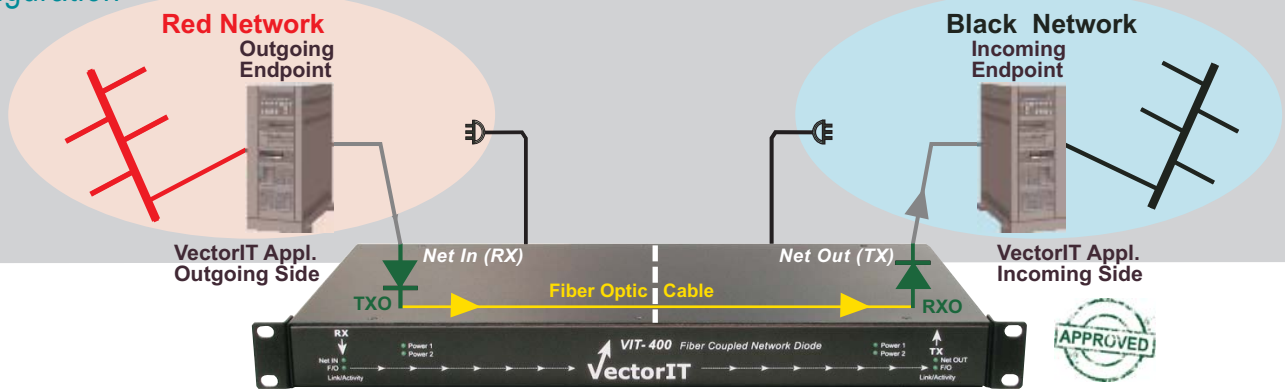 Red Network
Outgoing
Endpoint
Black Network
Incoming
Endpoint
VectorIT Appl.
Outgoing Side
Net In (RX)
Net Out (TX)
VectorIT Appl.
Incoming Side
TXO
Fiber Optic
Cable
RXO
APPROVED
RX
Net IN
F/O
Link/Activity
Power 1
Power 2
VIT-400 Fiber Coupled Network Diode
VectorIT
Power 1
Power 2
TX
Net OUT
F/O
Link/Activity